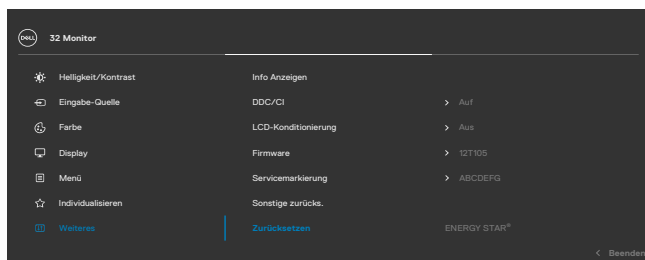 DELL 32 Monitor
Helligkeit/Kontrast Info Anzeigen
Eingabe-Quelle DDC/CI > Auf
Farbe LCD-Konditionierung > Aus
Display Firmware > 12T105
Menü Servicemarkierung > ABCDEFG
Individualisieren Sonstige zurücks.
Weiteres Zurücksetzen ENERGY STAR®
< Beenden